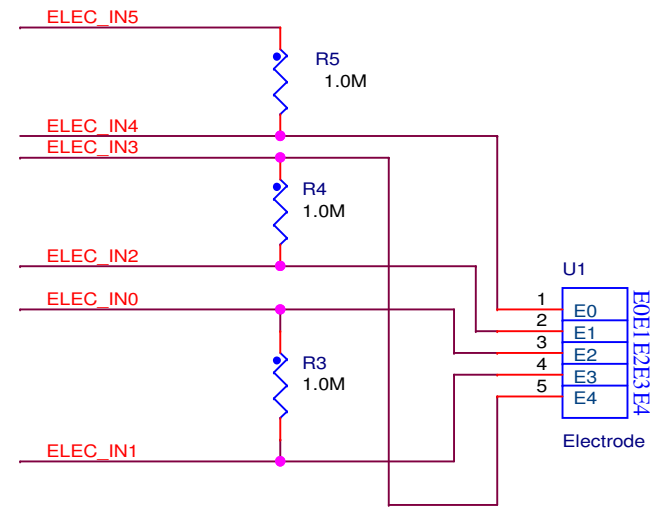 ELEC_IN5
R5
1.0M
ELEC_IN4
ELEC_IN3
R4
1.0M
ELEC_IN2
U1
ELEC_IN0
1 E0
2 E1
3 E2
4 E3
5 E4
E0E1E2E3E4
R3
1.0M
Electrode
ELEC_IN1